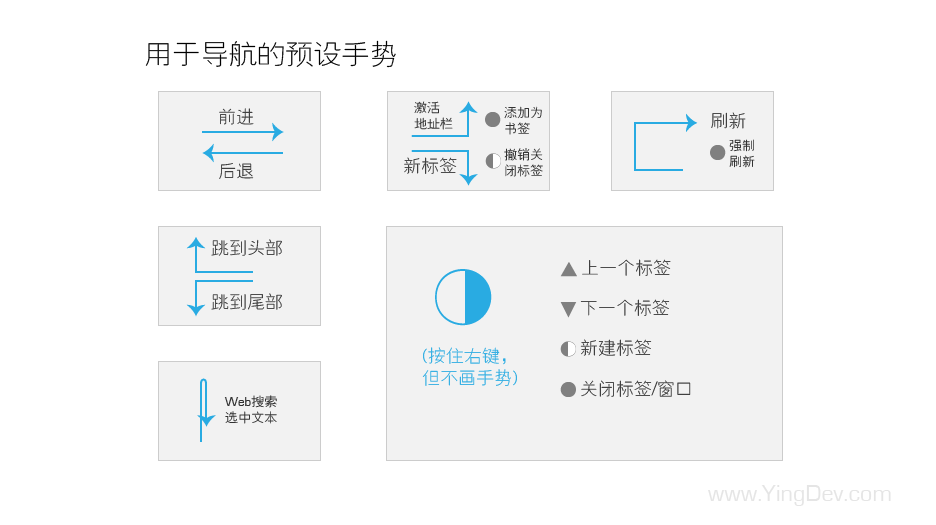 用于导航的预设手势
前进
后退
激活
地址栏
添加为
书签
新标签
撤销关
闭标签
刷新
强制
刷新
跳到头部
跳到尾部
(按住右键，
但不画手势)
上一个标签
下一个标签
新建标签
关闭标签/窗口
Web搜索
选中文本
www.YingDev.com